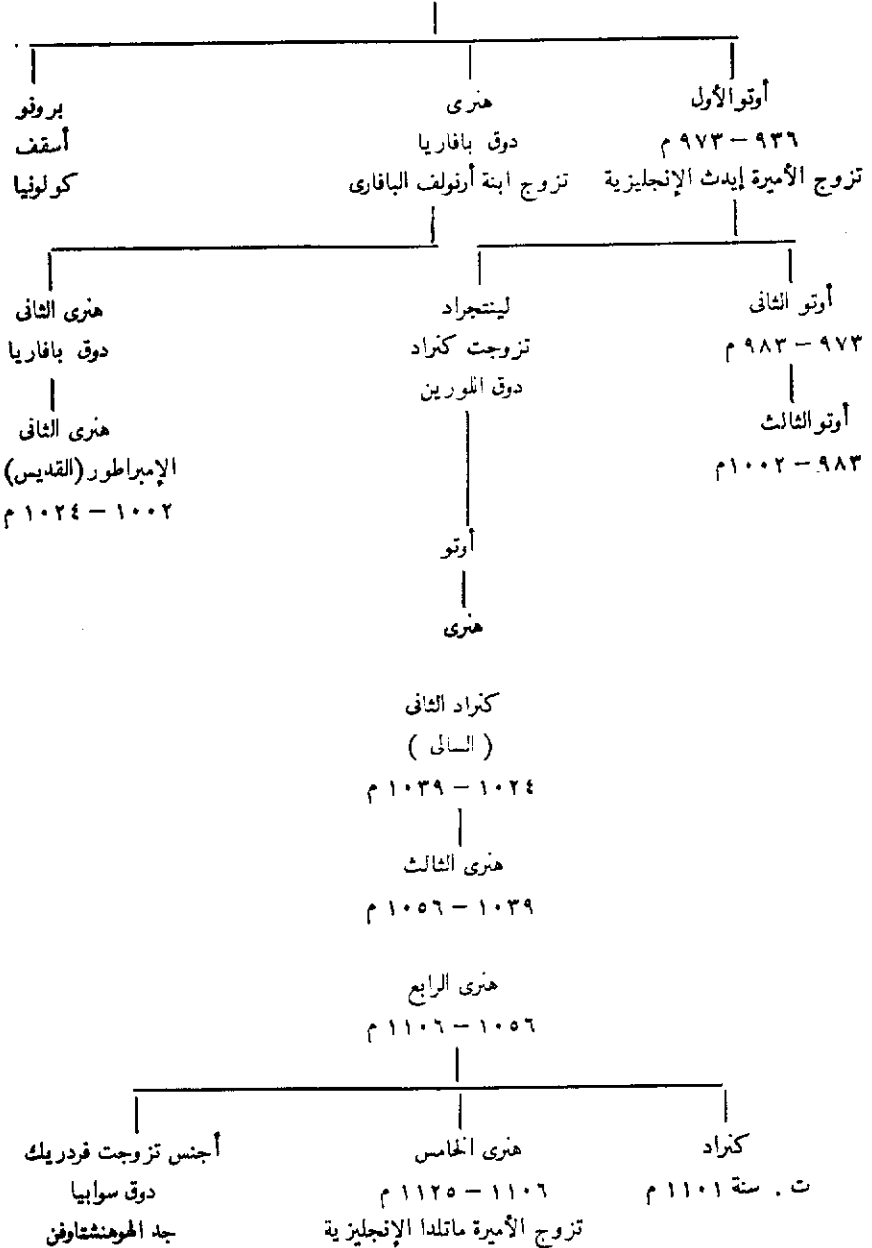 أوتو الأول
٩٣٦ – ٩٧٣ م
تزوج الأميرة إيدث الإنجليزية
هنرى
دوق بافاريا
تزوج ابنة أرنولف البافارى
برونو
أسقف
كولونيا
أوتو الثانى
٩٧٣ – ٩٨٣ م
أوتو الثالث
٩٨٣ – ١٠٠٢ م
لينتجراد
تزوجت كنراد
دوق اللورين
أوتو
هنرى
هنرى الثانى
دوق بافاريا
هنرى الثانى
الإمبراطور (القديس)
١٠٠٢ – ١٠٢٤ م
كنراد الثانى
( السالى )
١٠٢٤ – ١٠٣٩ م
هنرى الثالث
١٠٣٩ – ١٠٥٦ م
هنرى الرابع
١٠٥٦ – ١١٠٦ م
كنراد
ت . سنة ١١٠١ م
هنرى الخامس
١١٠٦ – ١١٢٥ م
تزوج الأميرة ماتلدا الإنجليزية
أجنس تزوجت فردريك
دوق سوابيا
جد الهوهنشتاوفن